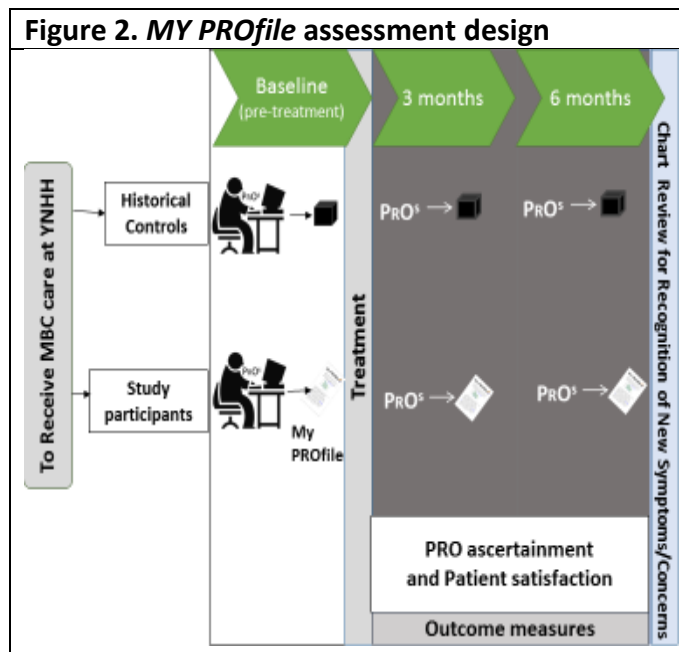 Figure 2. MY PROfile assessment design
Baseline
(pre-treatment)
3 months
6 months
To Receive MBC care at YNHH
Historical
Controls
PROs
PROs
PROs
Study
participants
PROs
My
PROfile
PROs
PROs
Treatment
PRO ascertainment
and Patient satisfaction
Outcome measures
Chart Review for Recognition of New Symptoms/Concerns